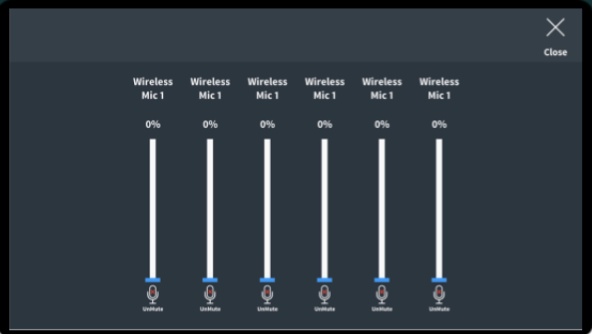 Close
Wireless Wireless Wireless Wireless Wireless Wireless
Mic 1 Mic 1 Mic 1 Mic 1 Mic 1 Mic 1
0% 0% 0% 0% 0% 0%
UnMute UnMute UnMute UnMute UnMute UnMute